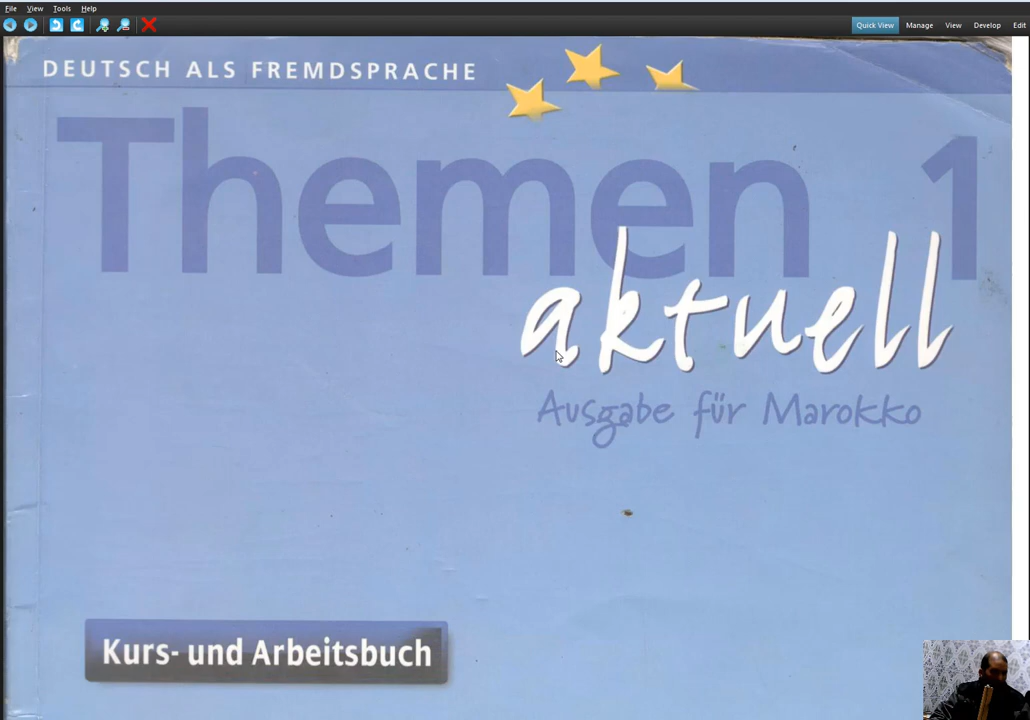 File View Tools Help
Quick View Manage View Develop Edit
DEUTSCH ALS FREMDSPRACHE
Themen 1
aktuell
Ausgabe für Marokko
Kurs- und Arbeitsbuch